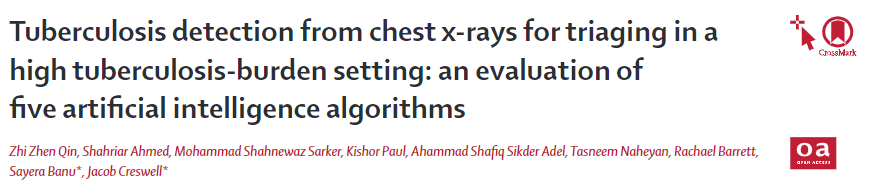 Tuberculosis detection from chest x-rays for triaging in a
high tuberculosis-burden setting: an evaluation of
five artificial intelligence algorithms
CrossMark
Zhi Zhen Qin, Shahriar Ahmed, Mohammad Shahnewaz Sarker, Kishor Paul, Ahammad Shafiq Sikder Adel, Tasneem Naheyan, Rachael Barrett,
Sayera Banu*, Jacob Creswell*
oa
OPEN ACCESS